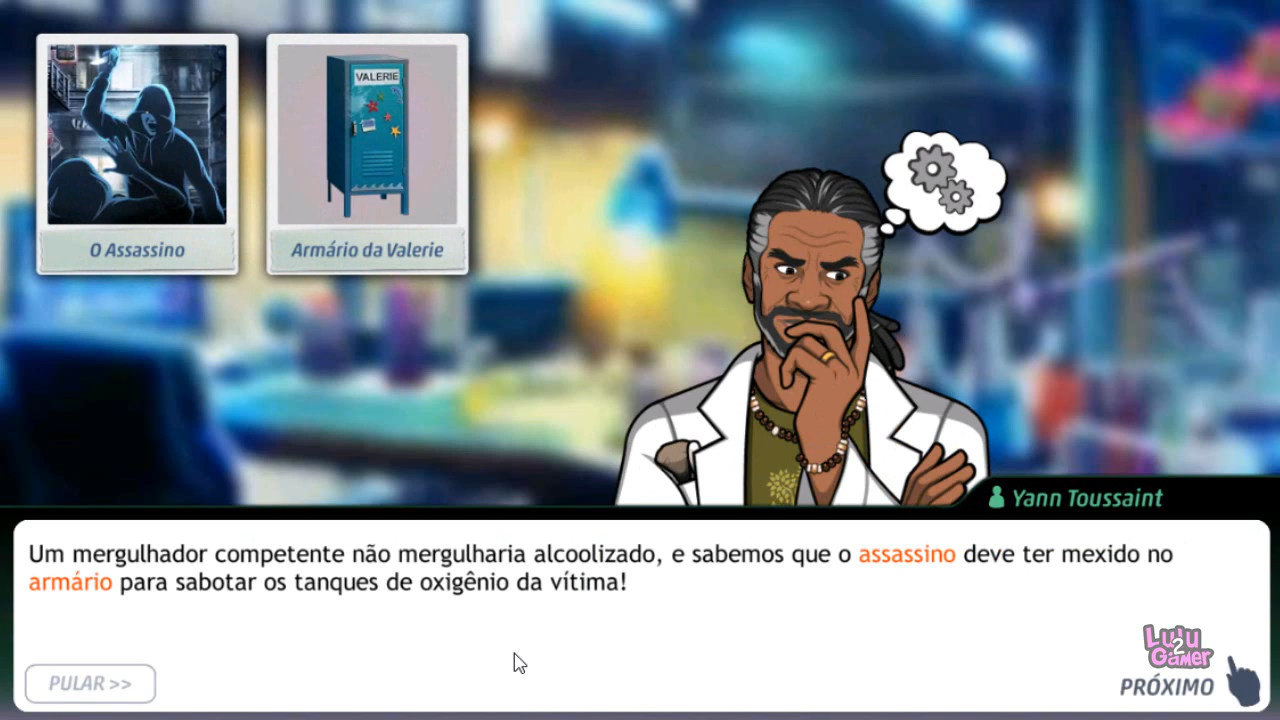 VALERIE
O Assassino
Armário da Valerie
Yann Toussaint
Um mergulhador competente não mergulharia alcoolizado, e sabemos que o assassino deve ter mexido no
armário para sabotar os tanques de oxigênio da vítima!
Lulu
2
Gamer
PULAR >>
PRÓXIMO